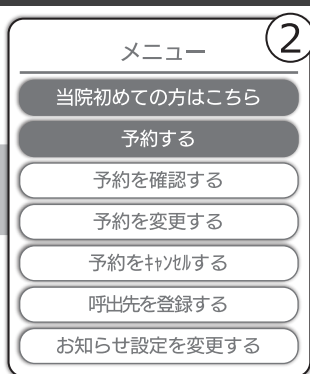 ②
メニュー
当院初めての方はこちら
予約する
予約を確認する
予約を変更する
予約をｷｬﾝｾﾙする
呼出先を登録する
お知らせ設定を変更する